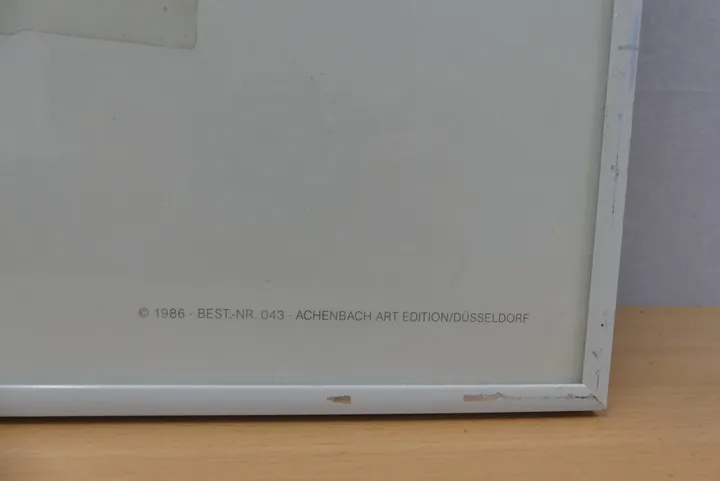 © 1986 · BEST.-NR. 043 · ACHENBACH ART EDITION/DÜSSELDORF